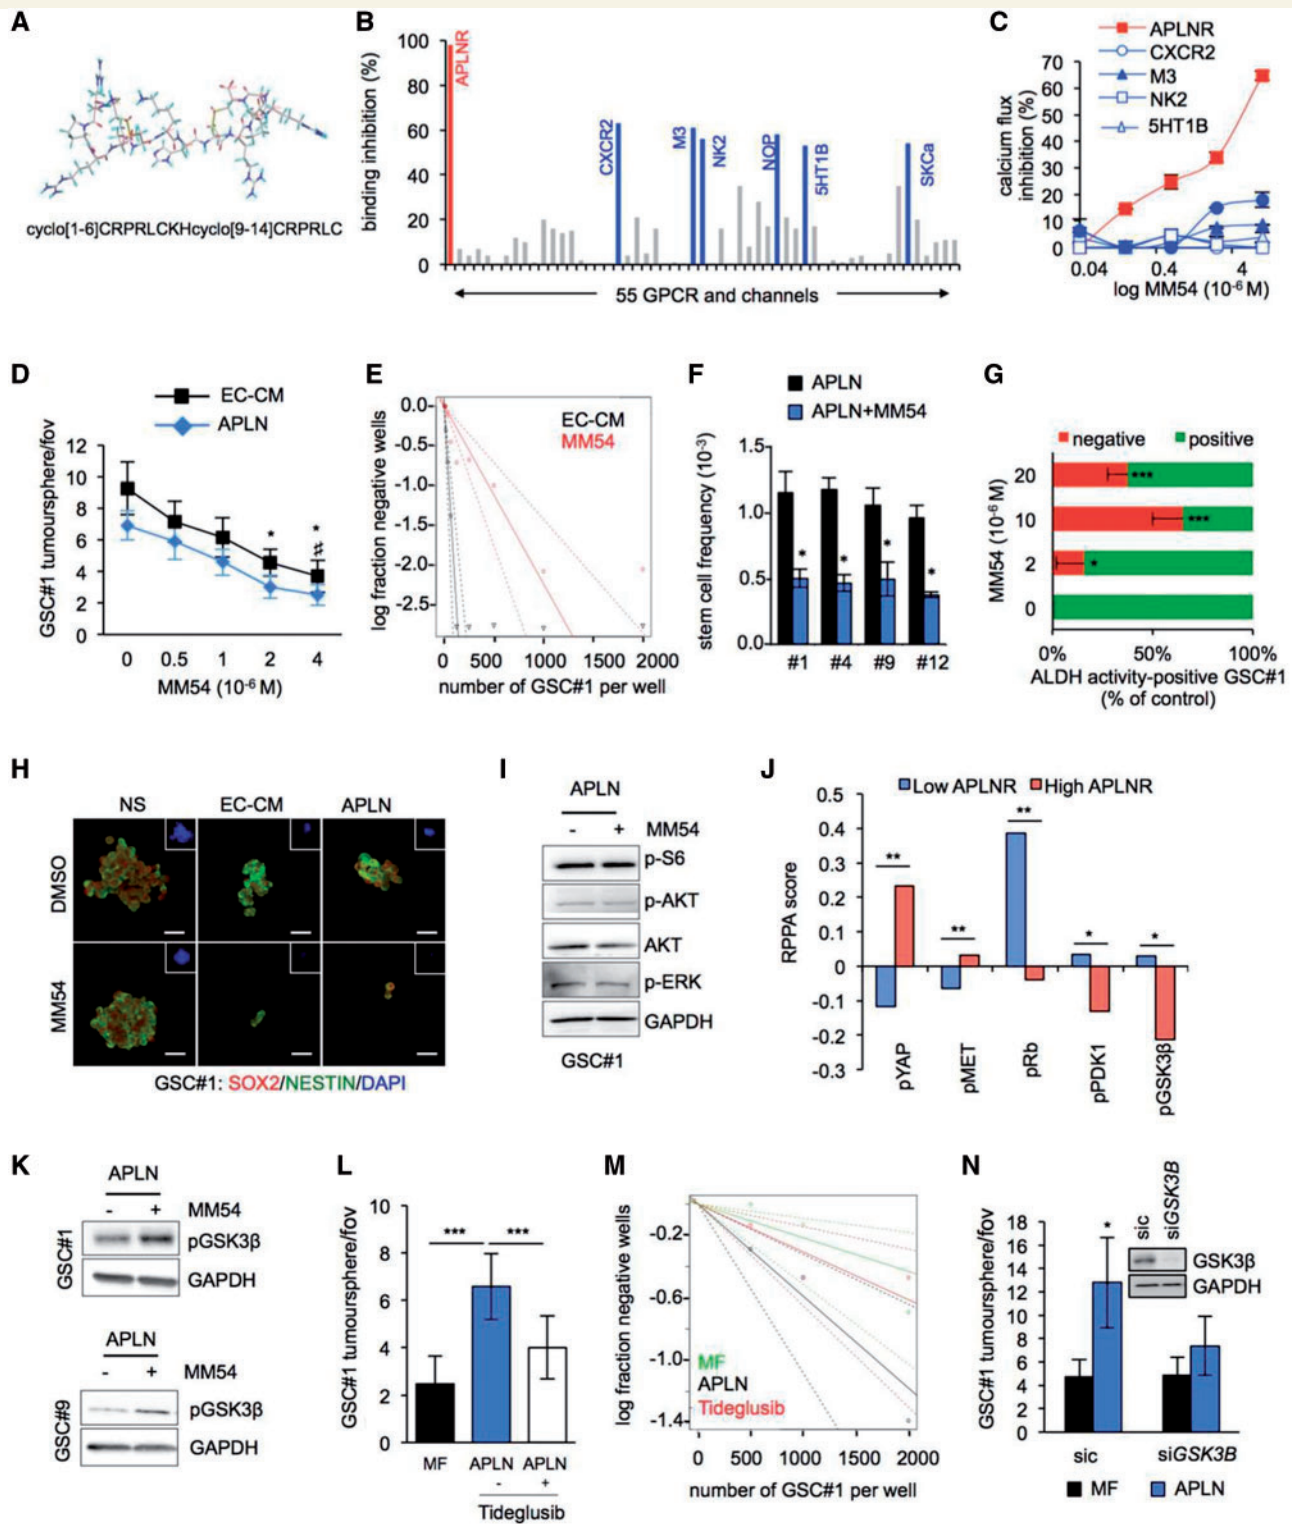 A
cyclo[1-6]CRPRLCKHcyclo[9-14]CRPRLC
B
binding inhibition (%)
100
80
60
40
20
0
APLNR
CXCR2
M3
NK2
NOP
5HT1B
SKCa
55 GPCR and channels
C
APLNR
CXCR2
M3
NK2
5HT1B
calcium flux
inhibition (%)
70
60
50
40
30
20
10
0
0.04
0.4
4
log MM54 (10-6 M)
D
EC-CM
APLN
GSC#1 tumoursphere/fov
12
10
8
6
4
2
0
*
*
#
0
0.5
1
2
4
MM54 (10-6 M)
E
EC-CM
MM54
log fraction negative wells
0.0
-0.5
-1.0
-1.5
-2.0
-2.5
0
500
1000
1500
2000
number of GSC#1 per well
F
APLN
APLN+MM54
stem cell frequency (10-3)
1.5
1.0
0.5
0.0
*
*
*
*
#1
#4
#9
#12
G
negative
positive
MM54 (10-6 M)
20
10
2
0
***
***
*
0%
50%
100%
ALDH activity-positive GSC#1
(% of control)
H
NS
EC-CM
APLN
DMSO
MM54
GSC#1: SOX2/NESTIN/DAPI
I
APLN
- + MM54
p-S6
p-AKT
AKT
p-ERK
GAPDH
GSC#1
J
Low APLNR
High APLNR
RPPA score
0.5
0.4
0.3
0.2
0.1
0
-0.1
-0.2
-0.3
**
**
**
*
*
pYAP
pMET
pRb
pPDK1
pGSK3β
K
APLN
- + MM54
GSC#1
pGSK3β
GAPDH
APLN
- + MM54
GSC#9
pGSK3β
GAPDH
L
GSC#1 tumoursphere/fov
10
8
6
4
2
0
***
***
MF
APLN
APLN
- +
Tideglusib
M
log fraction negative wells
-0.2
-0.6
-1.0
-1.4
MF
APLN
Tideglusib
0
500
1000
1500
2000
number of GSC#1 per well
N
GSC#1 tumoursphere/fov
18
16
14
12
10
8
6
4
2
0
*
sic
siGSK3B
GSK3β
GAPDH
sic
siGSK3B
MF
APLN